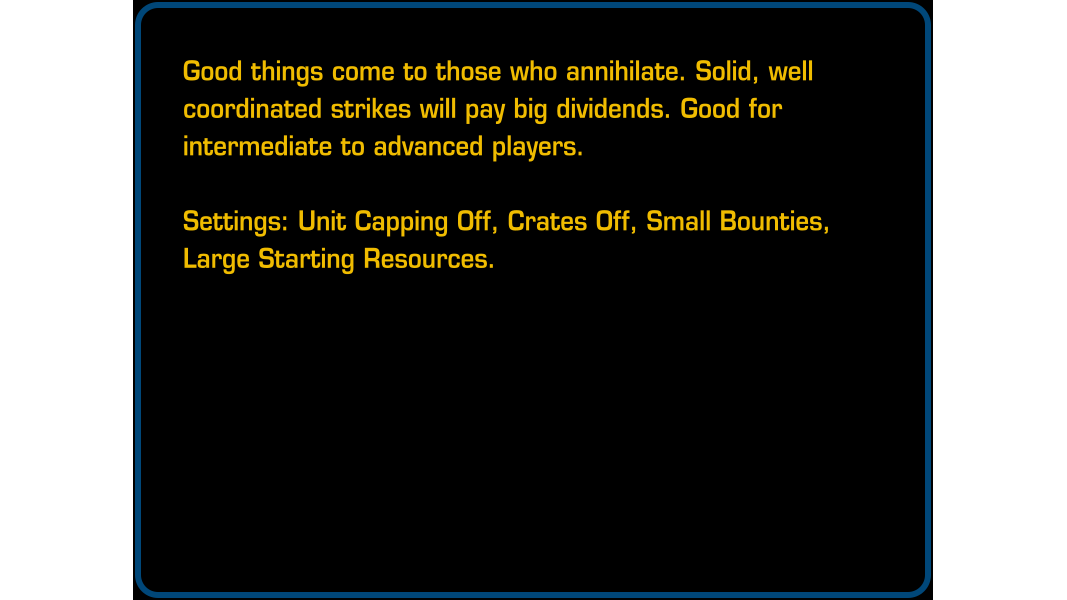 Good things come to those who annihilate. Solid, well
coordinated strikes will pay big dividends. Good for
intermediate to advanced players.
Settings: Unit Capping Off, Crates Off, Small Bounties,
Large Starting Resources.